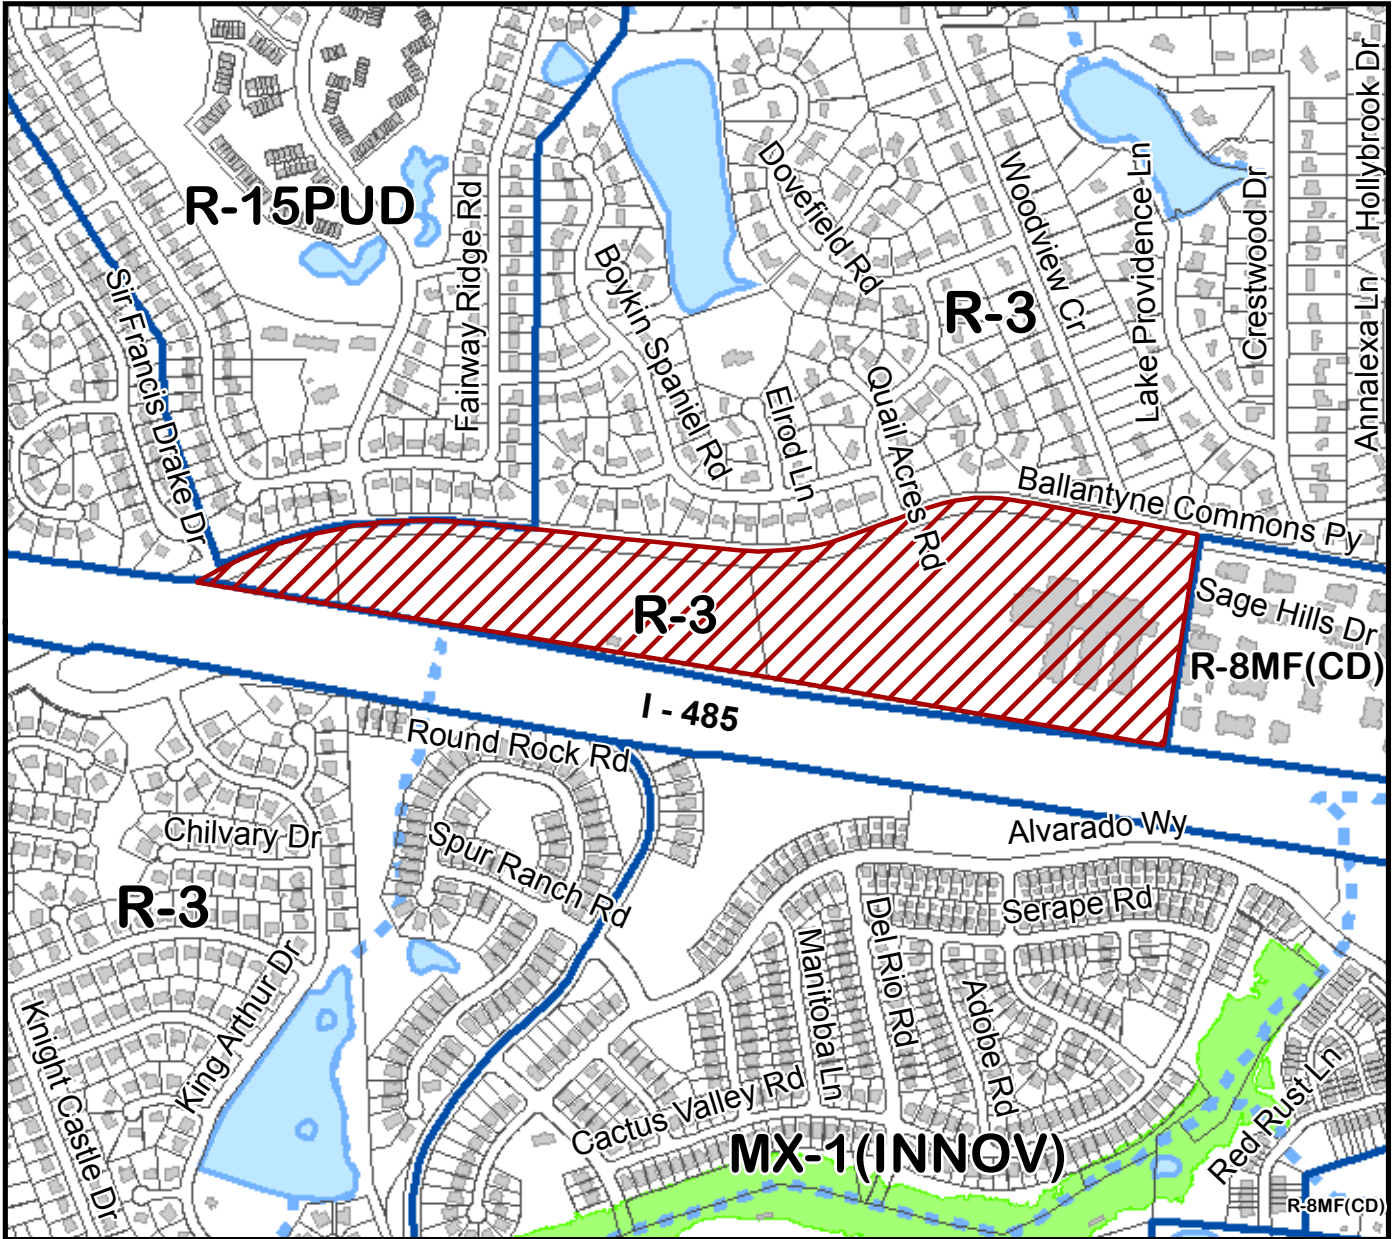 Hollybrook Dr
R-15PUD
Fairway Ridge Rd
Dovefield Rd
Woodview Cr
Lake Providence Ln
Crestwood Dr
Annalexa Ln
Sir Francis Drake Dr
Boykin Spaniel Rd
R-3
Elrod Ln
Quail Acres Rd
Ballantyne Commons Py
R-3
Sage Hills Dr
R-8MF(CD)
I - 485
Round Rock Rd
Chilvary Dr
Spur Ranch Rd
Alvarado Wy
R-3
Serape Rd
Del Rio Rd
Manitoba Ln
Adobe Rd
King Arthur Dr
Knight Castle Dr
Cactus Valley Rd
MX-1(INNOV)
Red Rust Ln
R-8MF(CD)